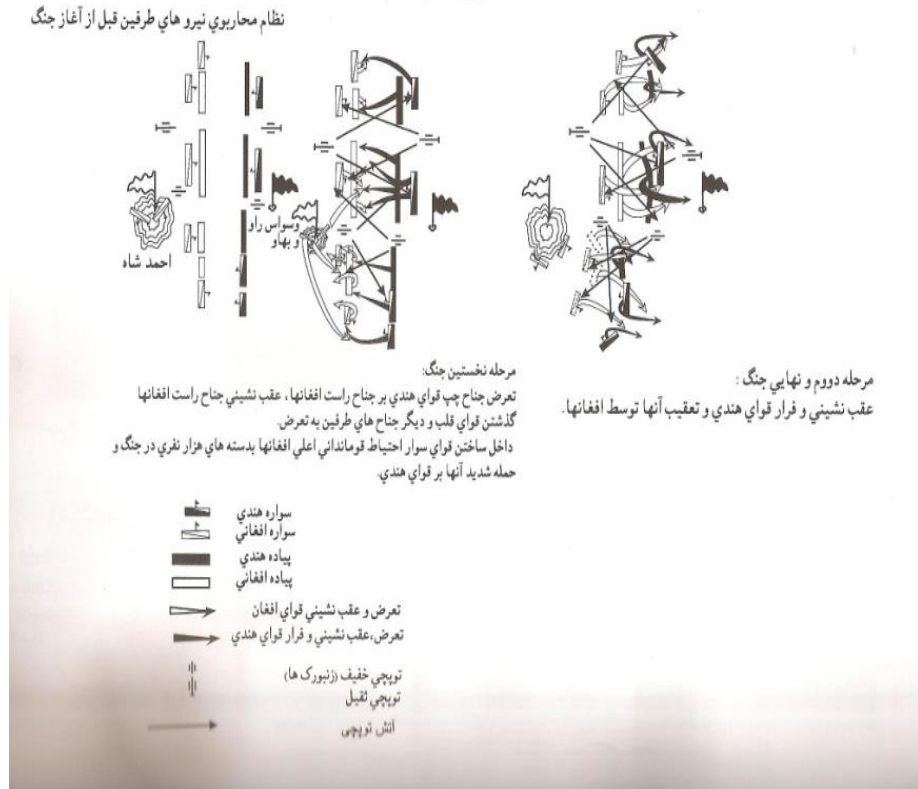 نظام محاربوي نيرو هاي طرفين قبل از آغاز جنگ
احمد شاه
وسواس راو
و بهاو
مرحله نخستين جنگ:
تعرض جناح چپ قواي هندي بر جناح راست افغانها، عقب نشيني جناح راست افغانها
گذشتن قواي قلب و ديگر جناح هاي طرفين به تعرض.
داخل ساختن قواي سوار احتياط قومانداني اعلي افغانها بدسته هاي هزار نفري در جنگ و
حمله شديد آنها بر قواي هندي.
مرحله دووم و نهايي جنگ :
عقب نشيني و فرار قواي هندي و تعقيب آنها توسط افغانها.
سواره هندي
سواره افغاني
پياده هندي
پياده افغاني
تعرض و عقب نشيني قواي افغان
تعرض،عقب نشيني و فرار قواي هندي
توپچي خفيف (زنبورک ها)
توپچي ثقيل
آتش توپچی